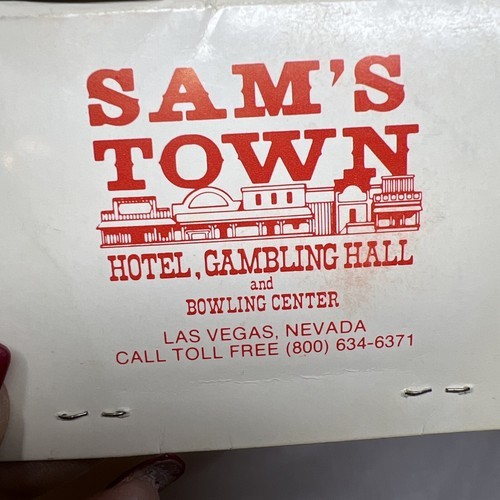 SAM'S
TOWN
HOTEL, GAMBLING HALL
and
BOWLING CENTER
LAS VEGAS, NEVADA
CALL TOLL FREE (800) 634-6371